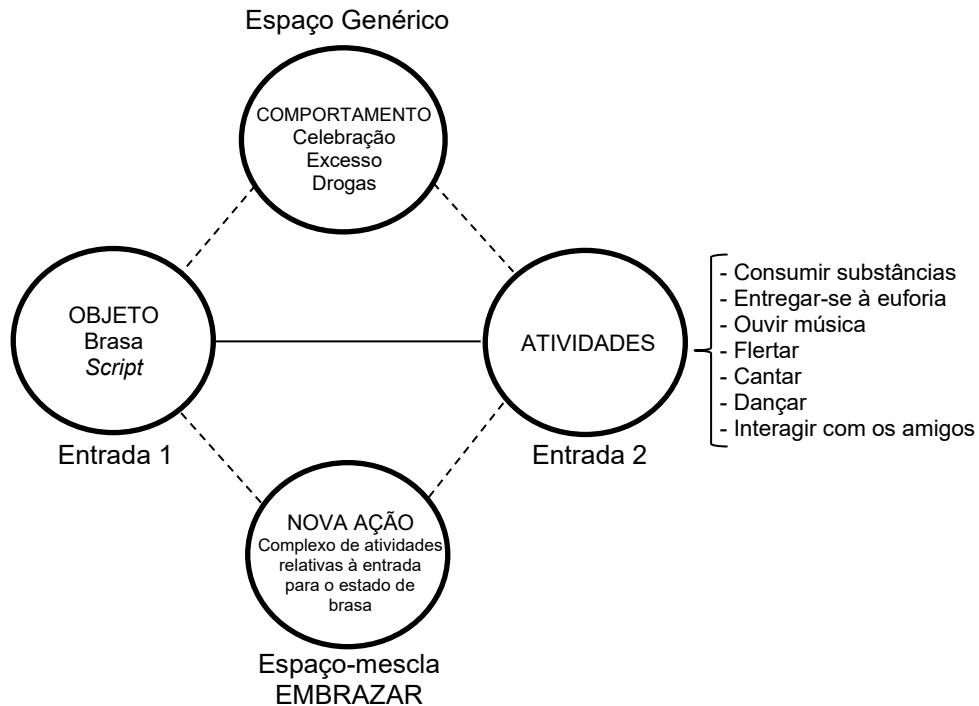 Espaço Genérico
COMPORTAMENTO
Celebração
Excesso
Drogas
OBJETO
Brasa
Script
Entrada 1
ATIVIDADES
Entrada 2
- Consumir substâncias
- Entregar-se à euforia
- Ouvir música
- Flertar
- Cantar
- Dançar
- Interagir com os amigos
NOVA AÇÃO
Complexo de atividades
relativas à entrada
para o estado de
brasa
Espaço-mescla
EMBRAZAR